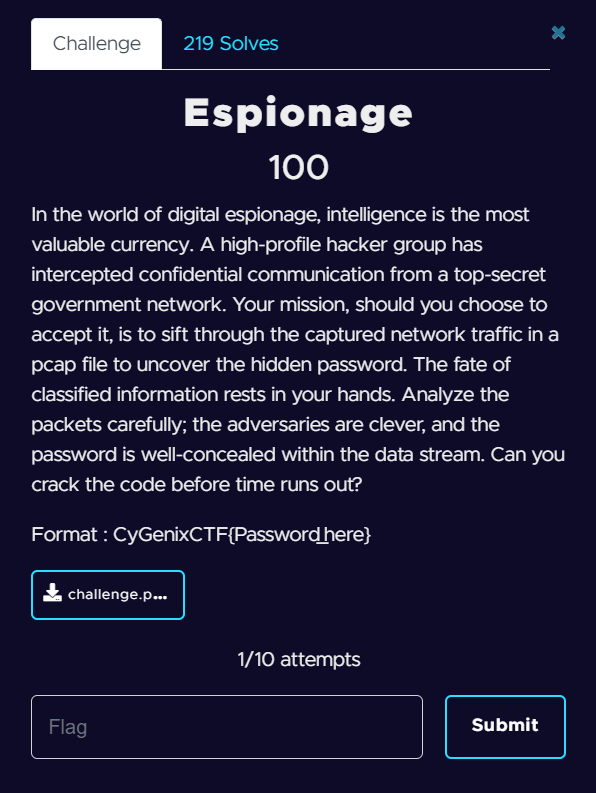 Challenge
219 Solves
Espionage
100
In the world of digital espionage, intelligence is the most
valuable currency. A high-profile hacker group has
intercepted confidential communication from a top-secret
government network. Your mission, should you choose to
accept it, is to sift through the captured network traffic in a
pcap file to uncover the hidden password. The fate of
classified information rests in your hands. Analyze the
packets carefully; the adversaries are clever, and the
password is well-concealed within the data stream. Can you
crack the code before time runs out?
Format : CyGenixCTF{Password_here}
challenge.p...
1/10 attempts
Flag
Submit